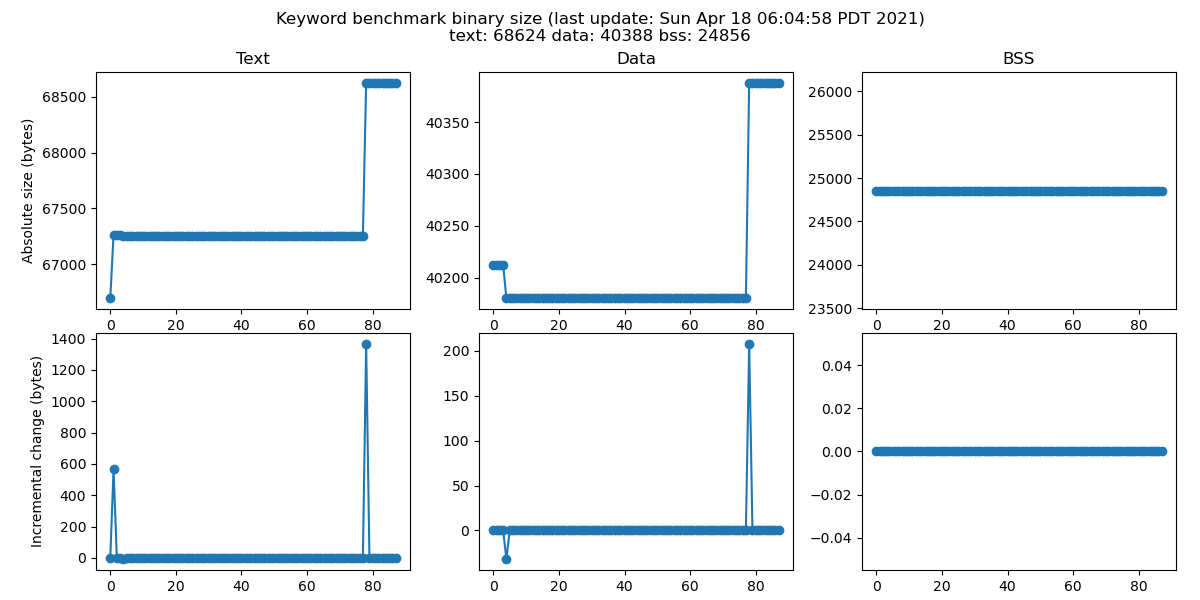 Keyword benchmark binary size (last update: Sun Apr 18 06:04:58 PDT 2021)
text: 68624 data: 40388 bss: 24856
Text
Data
BSS
Absolute size (bytes)
68500
68000
67500
67000
0 20 40 60 80
40350
40300
40250
40200
0 20 40 60 80
26000
25500
25000
24500
24000
23500
0 20 40 60 80
Incremental change (bytes)
1400
1200
1000
800
600
400
200
0
0 20 40 60 80
200
150
100
50
0
0 20 40 60 80
0.04
0.02
0.00
−0.02
−0.04
0 20 40 60 80